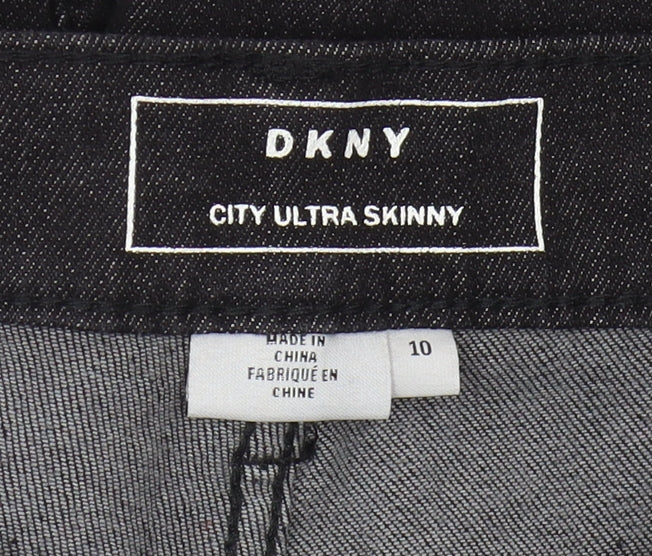 DKNY
CITY ULTRA SKINNY
MADE IN
CHINA
FABRIQUÉ EN
CHINE
10